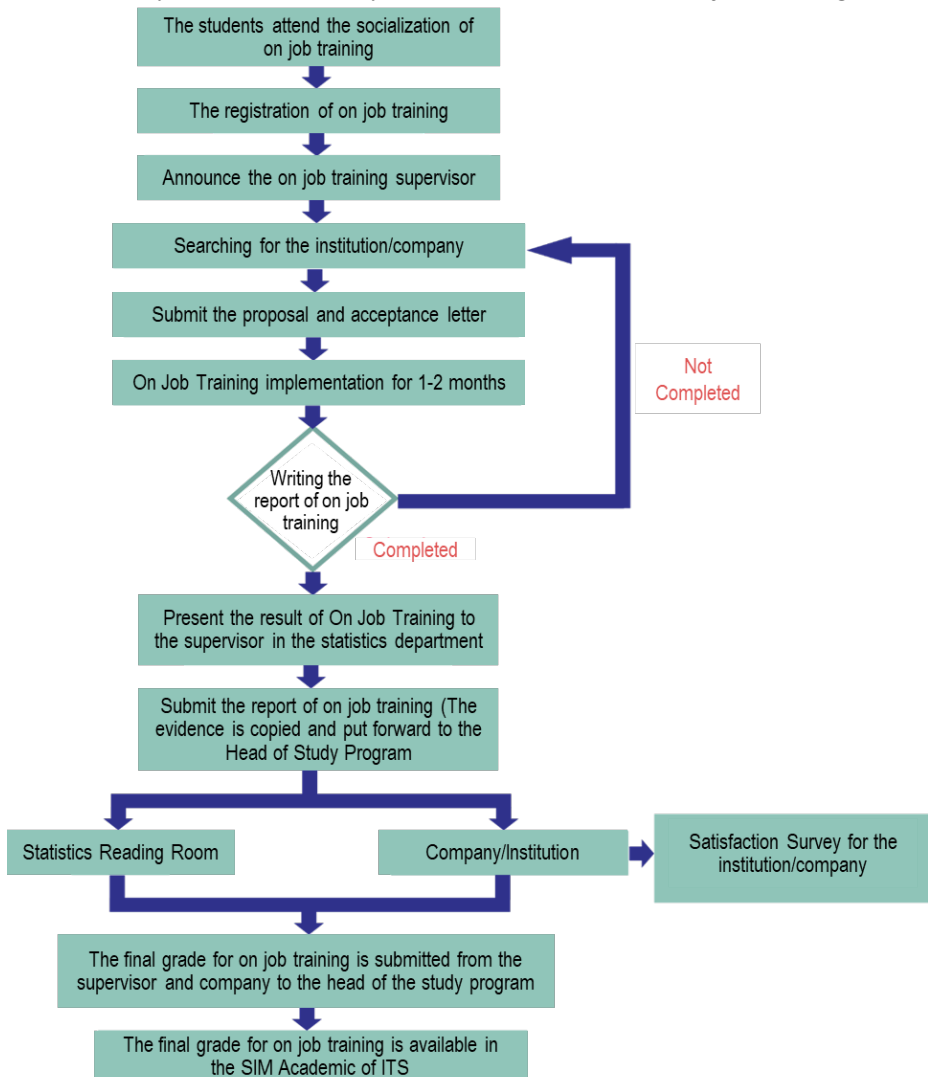 The students attend the socialization of
on job training
The registration of on job training
Announce the on job training supervisor
Searching for the institution/company
Submit the proposal and acceptance letter
On Job Training implementation for 1-2 months
Not
Completed
Writing the
report of on job
training
Completed
Present the result of On Job Training to
the supervisor in the statistics department
Submit the report of on job training (The
evidence is copied and put forward to the
Head of Study Program
Statistics Reading Room
Company/Institution
Satisfaction Survey for the
institution/company
The final grade for on job training is submitted from the
supervisor and company to the head of the study program
The final grade for on job training is available in
the SIM Academic of ITS